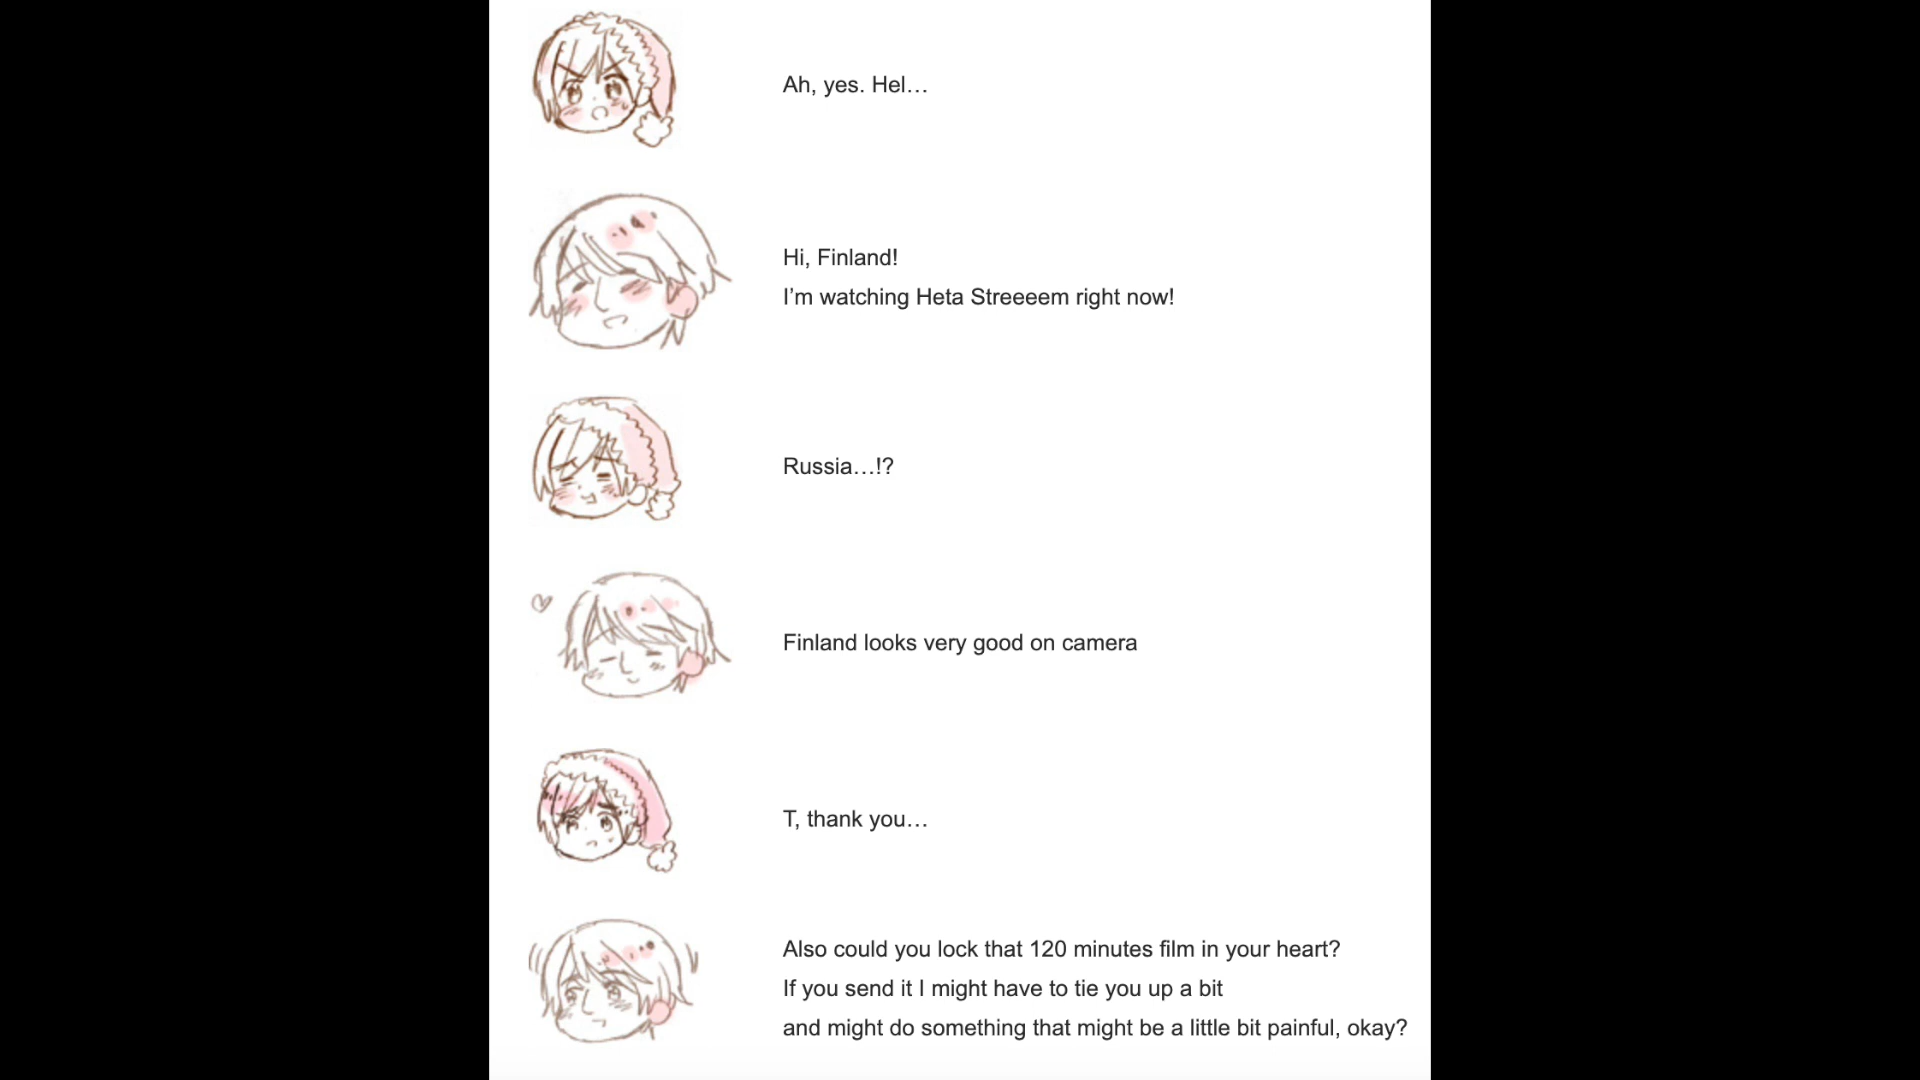 Ah, yes. Hel…
Hi, Finland!
I’m watching Heta Streeeem right now!
Russia…!?
Finland looks very good on camera
T, thank you…
Also could you lock that 120 minutes film in your heart?
If you send it I might have to tie you up a bit
and might do something that might be a little bit painful, okay?